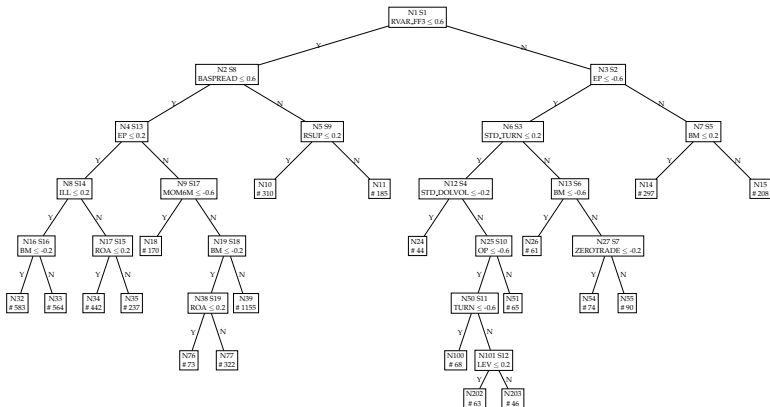 N1 S1
RVAR_FF3 ≤ 0.6
Y
N
N2 S8
BASPREAD ≤ 0.6
N3 S2
EP ≤ -0.6
Y
N
Y
N
N4 S13
EP ≤ 0.2
N5 S9
RSUP ≤ 0.2
N6 S3
STD_TURN ≤ 0.2
N7 S5
BM ≤ 0.2
Y
N
Y
N
Y
N
Y
N
N8 S14
ILL ≤ 0.2
N9 S17
MOM6M ≤ -0.6
N10
# 310
N11
# 185
N12 S4
STD_DOLVOL ≤ -0.2
N13 S6
BM ≤ -0.6
N14
# 297
N15
# 208
Y
N
Y
N
Y
N
Y
N
N16 S16
BM ≤ -0.2
N17 S15
ROA ≤ 0.2
N18
# 170
N19 S18
BM ≤ -0.2
N24
# 44
N25 S10
OP ≤ -0.6
N26
# 61
N27 S7
ZEROTRADE ≤ -0.2
Y
N
Y
N
Y
N
Y
N
Y
N
N32
# 583
N33
# 564
N34
# 442
N35
# 237
N38 S19
ROA ≤ 0.2
N39
# 1155
N50 S11
TURN ≤ -0.6
N51
# 65
N54
# 74
N55
# 90
Y
N
Y
N
N76
# 73
N77
# 322
N100
# 68
N101 S12
LEV ≤ 0.2
Y
N
N202
# 63
N203
# 46